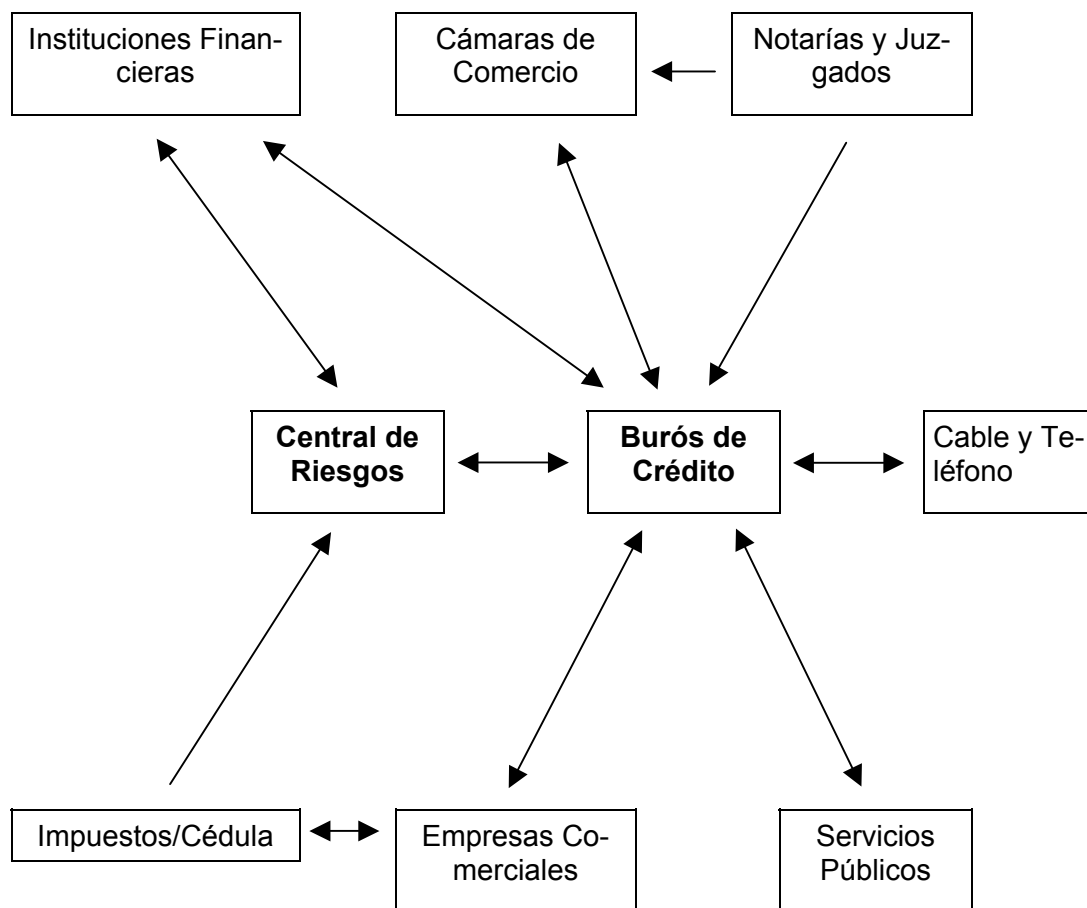 Instituciones Finan-
cieras
Cámaras de
Comercio
Notarías y Juz-
gados
Central de
Riesgos
Burós de
Crédito
Cable y Te-
léfono
Impuestos/Cédula
Empresas Co-
merciales
Servicios
Públicos